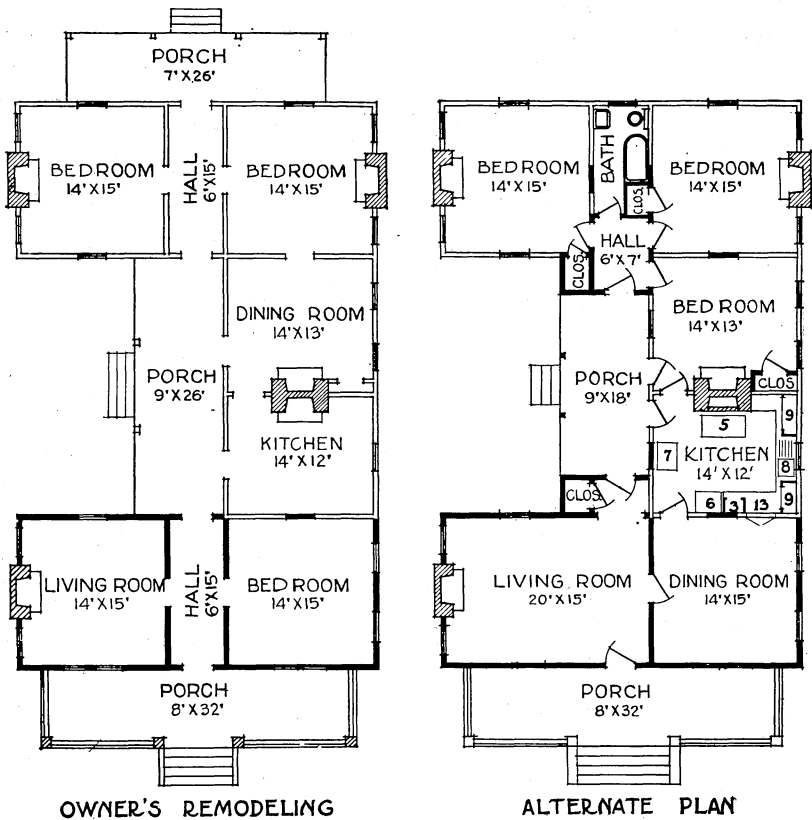 PORCH
7'X26'
BEDROOM
14'X15'
HALL
6'X15'
BEDROOM
14'X15'
DINING ROOM
14'X13'
PORCH
9'X26'
KITCHEN
14'X12'
LIVING ROOM
14'X15'
HALL
6'X15'
BEDROOM
14'X15'
PORCH
8'X32'
OWNER'S REMODELING
BEDROOM
14'X15'
BATH
BEDROOM
14'X15'
CLOS.
HALL
6'X7'
CLOS.
BEDROOM
14'X13'
CLOS.
PORCH
9'X18'
5
9
7
KITCHEN
14'X12'
8
CLOS.
6
3
13
9
LIVING ROOM
20'X15'
DINING ROOM
14'X15'
PORCH
8'X32'
ALTERNATE PLAN